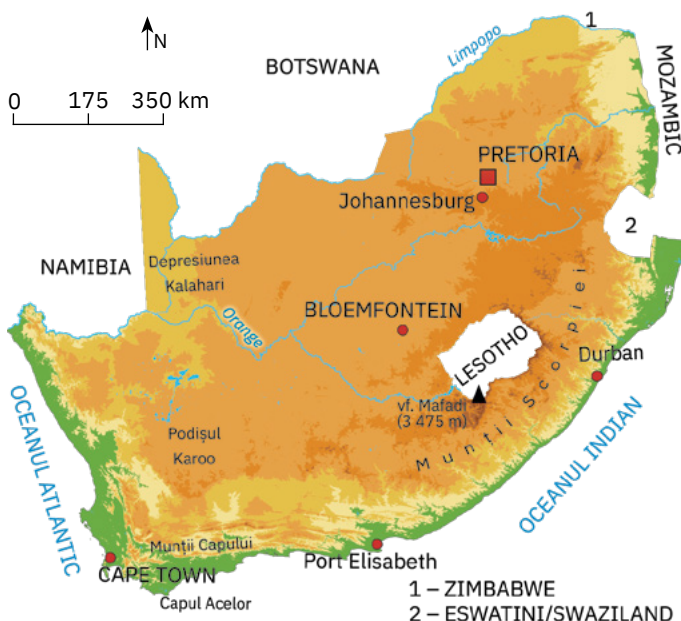 1
N
BOTSWANA
Limpopo
MOZAMBIC
0 175 350 km
PRETORIA
Johannesburg
2
NAMIBIA
Depresiunea
Kalahari
Orange
BLOEMFONTEIN
LESOTHO
Durban
vf. Mafadi
(3 475 m)
Munții Scorpiei
Podișul
Karoo
OCEANUL ATLANTIC
OCEANUL INDIAN
Munții Capului
Port Elisabeth
CAPE TOWN
Capul Acelor
1 – ZIMBABWE
2 – ESWATINI/SWAZILAND